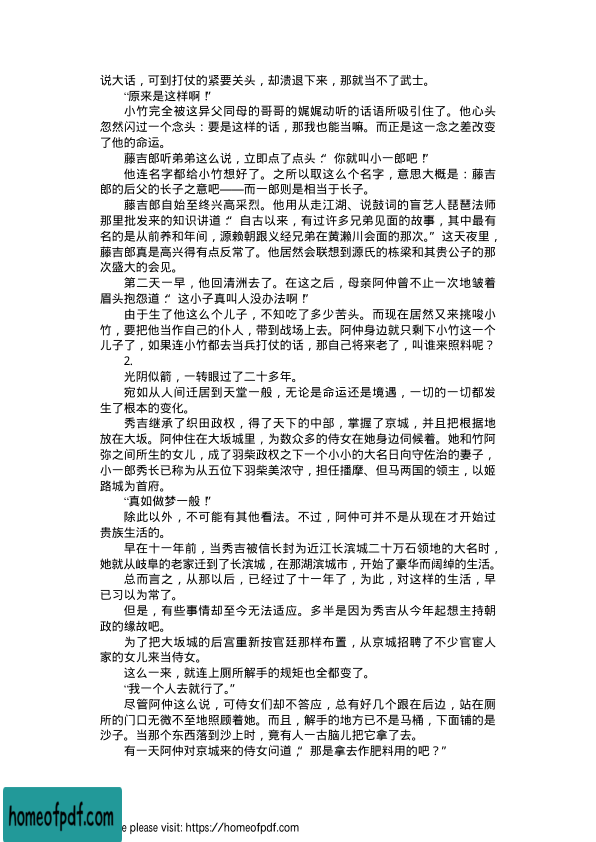 说大话，可到打仗的紧要关头，却溃退下来，那就当不了武士。
“原来是这样啊！”
小竹完全被这异父同母的哥哥的娓娓动听的话语所吸引住了。他心头
忽然闪过一个念头：要是这样的话，那我也能当嘛。而正是这一念之差改变
了他的命运。
藤吉郎听弟弟这么说，立即点了点头：“你就叫小一郎吧！”
他连名字都给小竹想好了。之所以取这么个名字，意思大概是：藤吉
郎的后父的长子之意吧——而一郎则是相当于长子。
藤吉郎自始至终兴高采烈。他用从走江湖、说鼓词的盲艺人琵琶法师
那里批发来的知识讲道：“自古以来，有过许多兄弟见面的故事，其中最有
名的是从前养和年间，源赖朝跟义经兄弟在黄濑川会面的那次。”这天夜里，
藤吉郎真是高兴得有点反常了。他居然会联想到源氏的栋梁和其贵公子的那
次盛大的会见。
第二天一早，他回清洲去了。在这之后，母亲阿仲曾不止一次地皱着
眉头抱怨道：“这小子真叫人没办法啊！”
由于生了他这么个儿子，不知吃了多少苦头。而现在居然又来挑唆小
竹，要把他当作自己的仆人，带到战场上去。阿仲身边就只剩下小竹这一个
儿子了，如果连小竹都去当兵打仗的话，那自己将来老了，叫谁来照料呢？
2.
光阴似箭，一转眼过了二十多年。
宛如从人间迁居到天堂一般，无论是命运还是境遇，一切的一切都发
生了根本的变化。
秀吉继承了织田政权，得了天下的中部，掌握了京城，并且把根据地
放在大坂。阿仲住在大坂城里，为数众多的侍女在她身边伺候着。她和竹阿
弥之间所生的女儿，成了羽柴政权之下一个小小的大名日向守佐治的妻子，
小一郎秀长已称为从五位下羽柴美浓守，担任播摩、但马两国的领主，以姬
路城为首府。
“真如做梦一般！”
除此以外，不可能有其他看法。不过，阿仲可并不是从现在才开始过
贵族生活的。
早在十一年前，当秀吉被信长封为近江长滨城二十万石领地的大名时，
她就从岐阜的老家迁到了长滨城，在那湖滨城市，开始了豪华而阔绰的生活。
总而言之，从那以后，已经过了十一年了，为此，对这样的生活，早
已习以为常了。
但是，有些事情却至今无法适应。多半是因为秀吉从今年起想主持朝
政的缘故吧。
为了把大坂城的后宫重新按宫廷那样布置，从京城招聘了不少官宦人
家的女儿来当侍女。
这么一来，就连上厕所解手的规矩也全都变了。
“我一个人去就行了。”
尽管阿仲这么说，可侍女们却不答应，总有好几个跟在后边，站在厕
所的门口无微不至地照顾着她。而且，解手的地方已不是马桶，下面铺的是
沙子。当那个东西落到沙上时，竟有人一古脑儿把它拿了去。
有一天阿仲对京城来的侍女问道，“那是拿去作肥料用的吧？”
homeofpdf.com
e please visit: https://homeofpdf.com